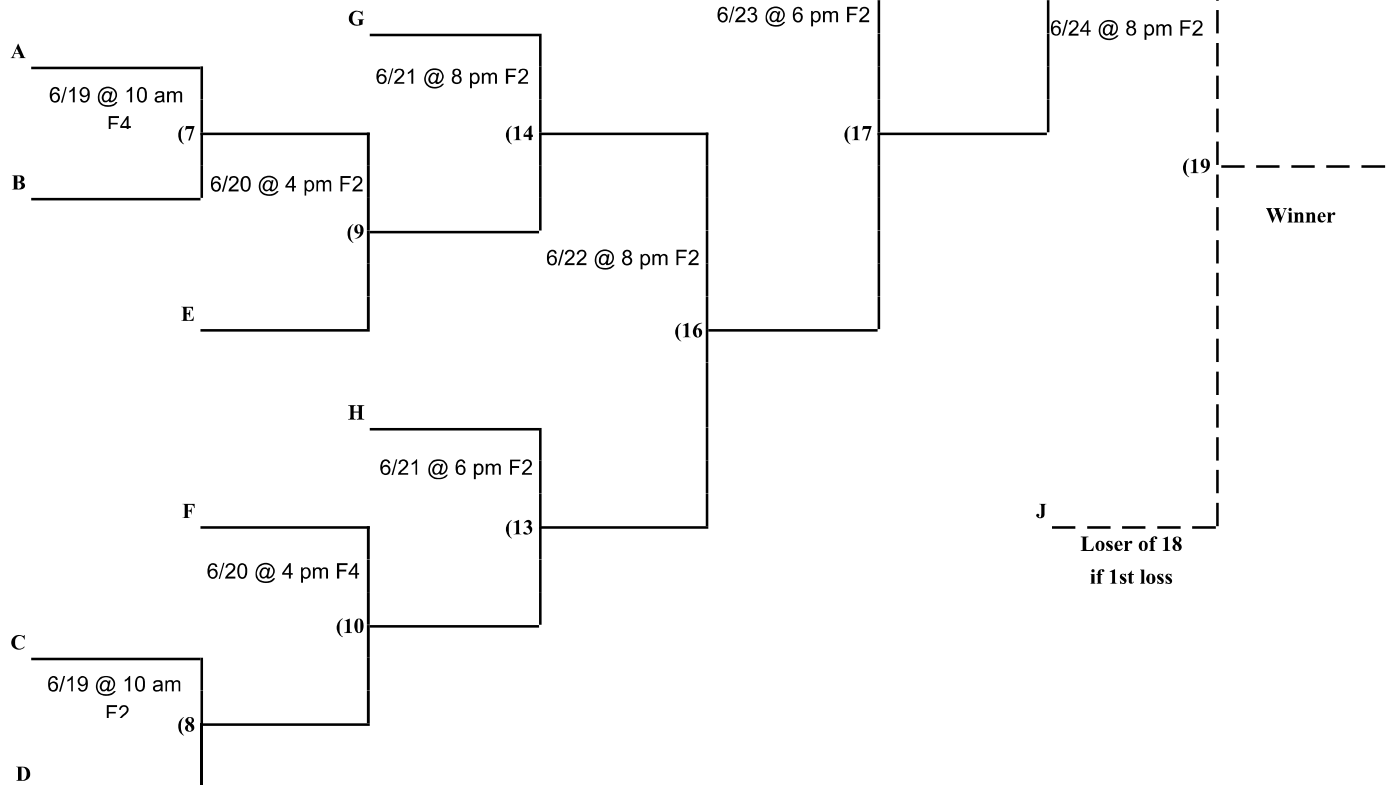 G
6/23 @ 6 pm F2
6/24 @ 8 pm F2
A
6/21 @ 8 pm F2
6/19 @ 10 am
F4
(7
(14
(17
(19
B
6/20 @ 4 pm F2
Winner
(9
6/22 @ 8 pm F2
E
(16
H
6/21 @ 6 pm F2
F
(13
J
Loser of 18
6/20 @ 4 pm F4
if 1st loss
(10
C
6/19 @ 10 am
F2
(8
D